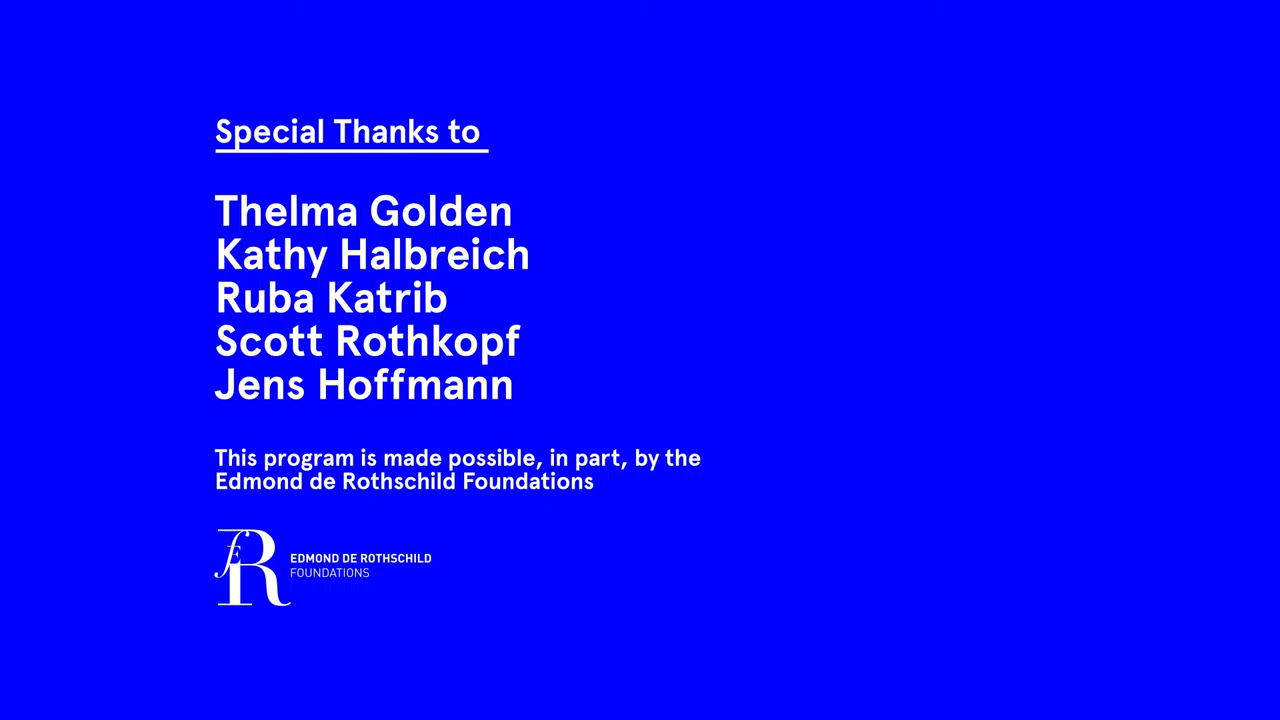 Special Thanks to
Thelma Golden
Kathy Halbreich
Ruba Katrib
Scott Rothkopf
Jens Hoffmann
This program is made possible, in part, by the
Edmond de Rothschild Foundations
EDMOND DE ROTHSCHILD
FOUNDATIONS